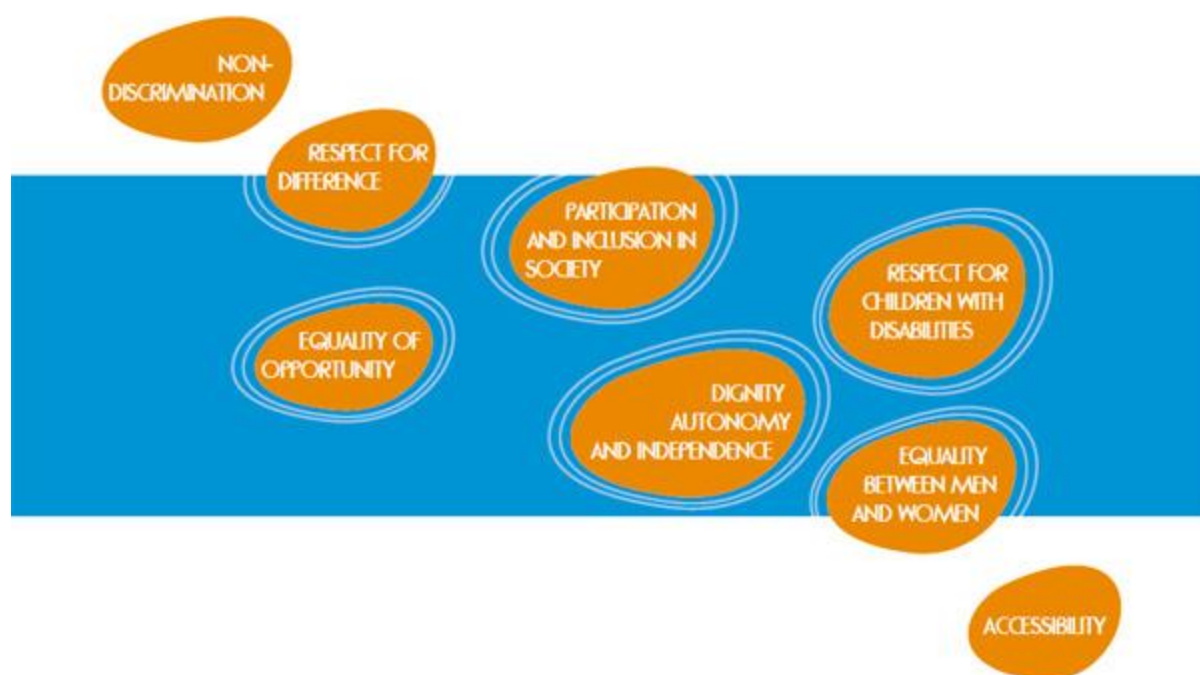 NON-
DISCRIMINATION
RESPECT FOR
DIFFERENCE
PARTICIPATION
AND INCLUSION IN
SOCIETY
RESPECT FOR
CHILDREN WITH
DISABILITIES
EQUALITY OF
OPPORTUNITY
DIGNITY
AUTONOMY
AND INDEPENDENCE
EQUALITY
BETWEEN MEN
AND WOMEN
ACCESSIBILITY